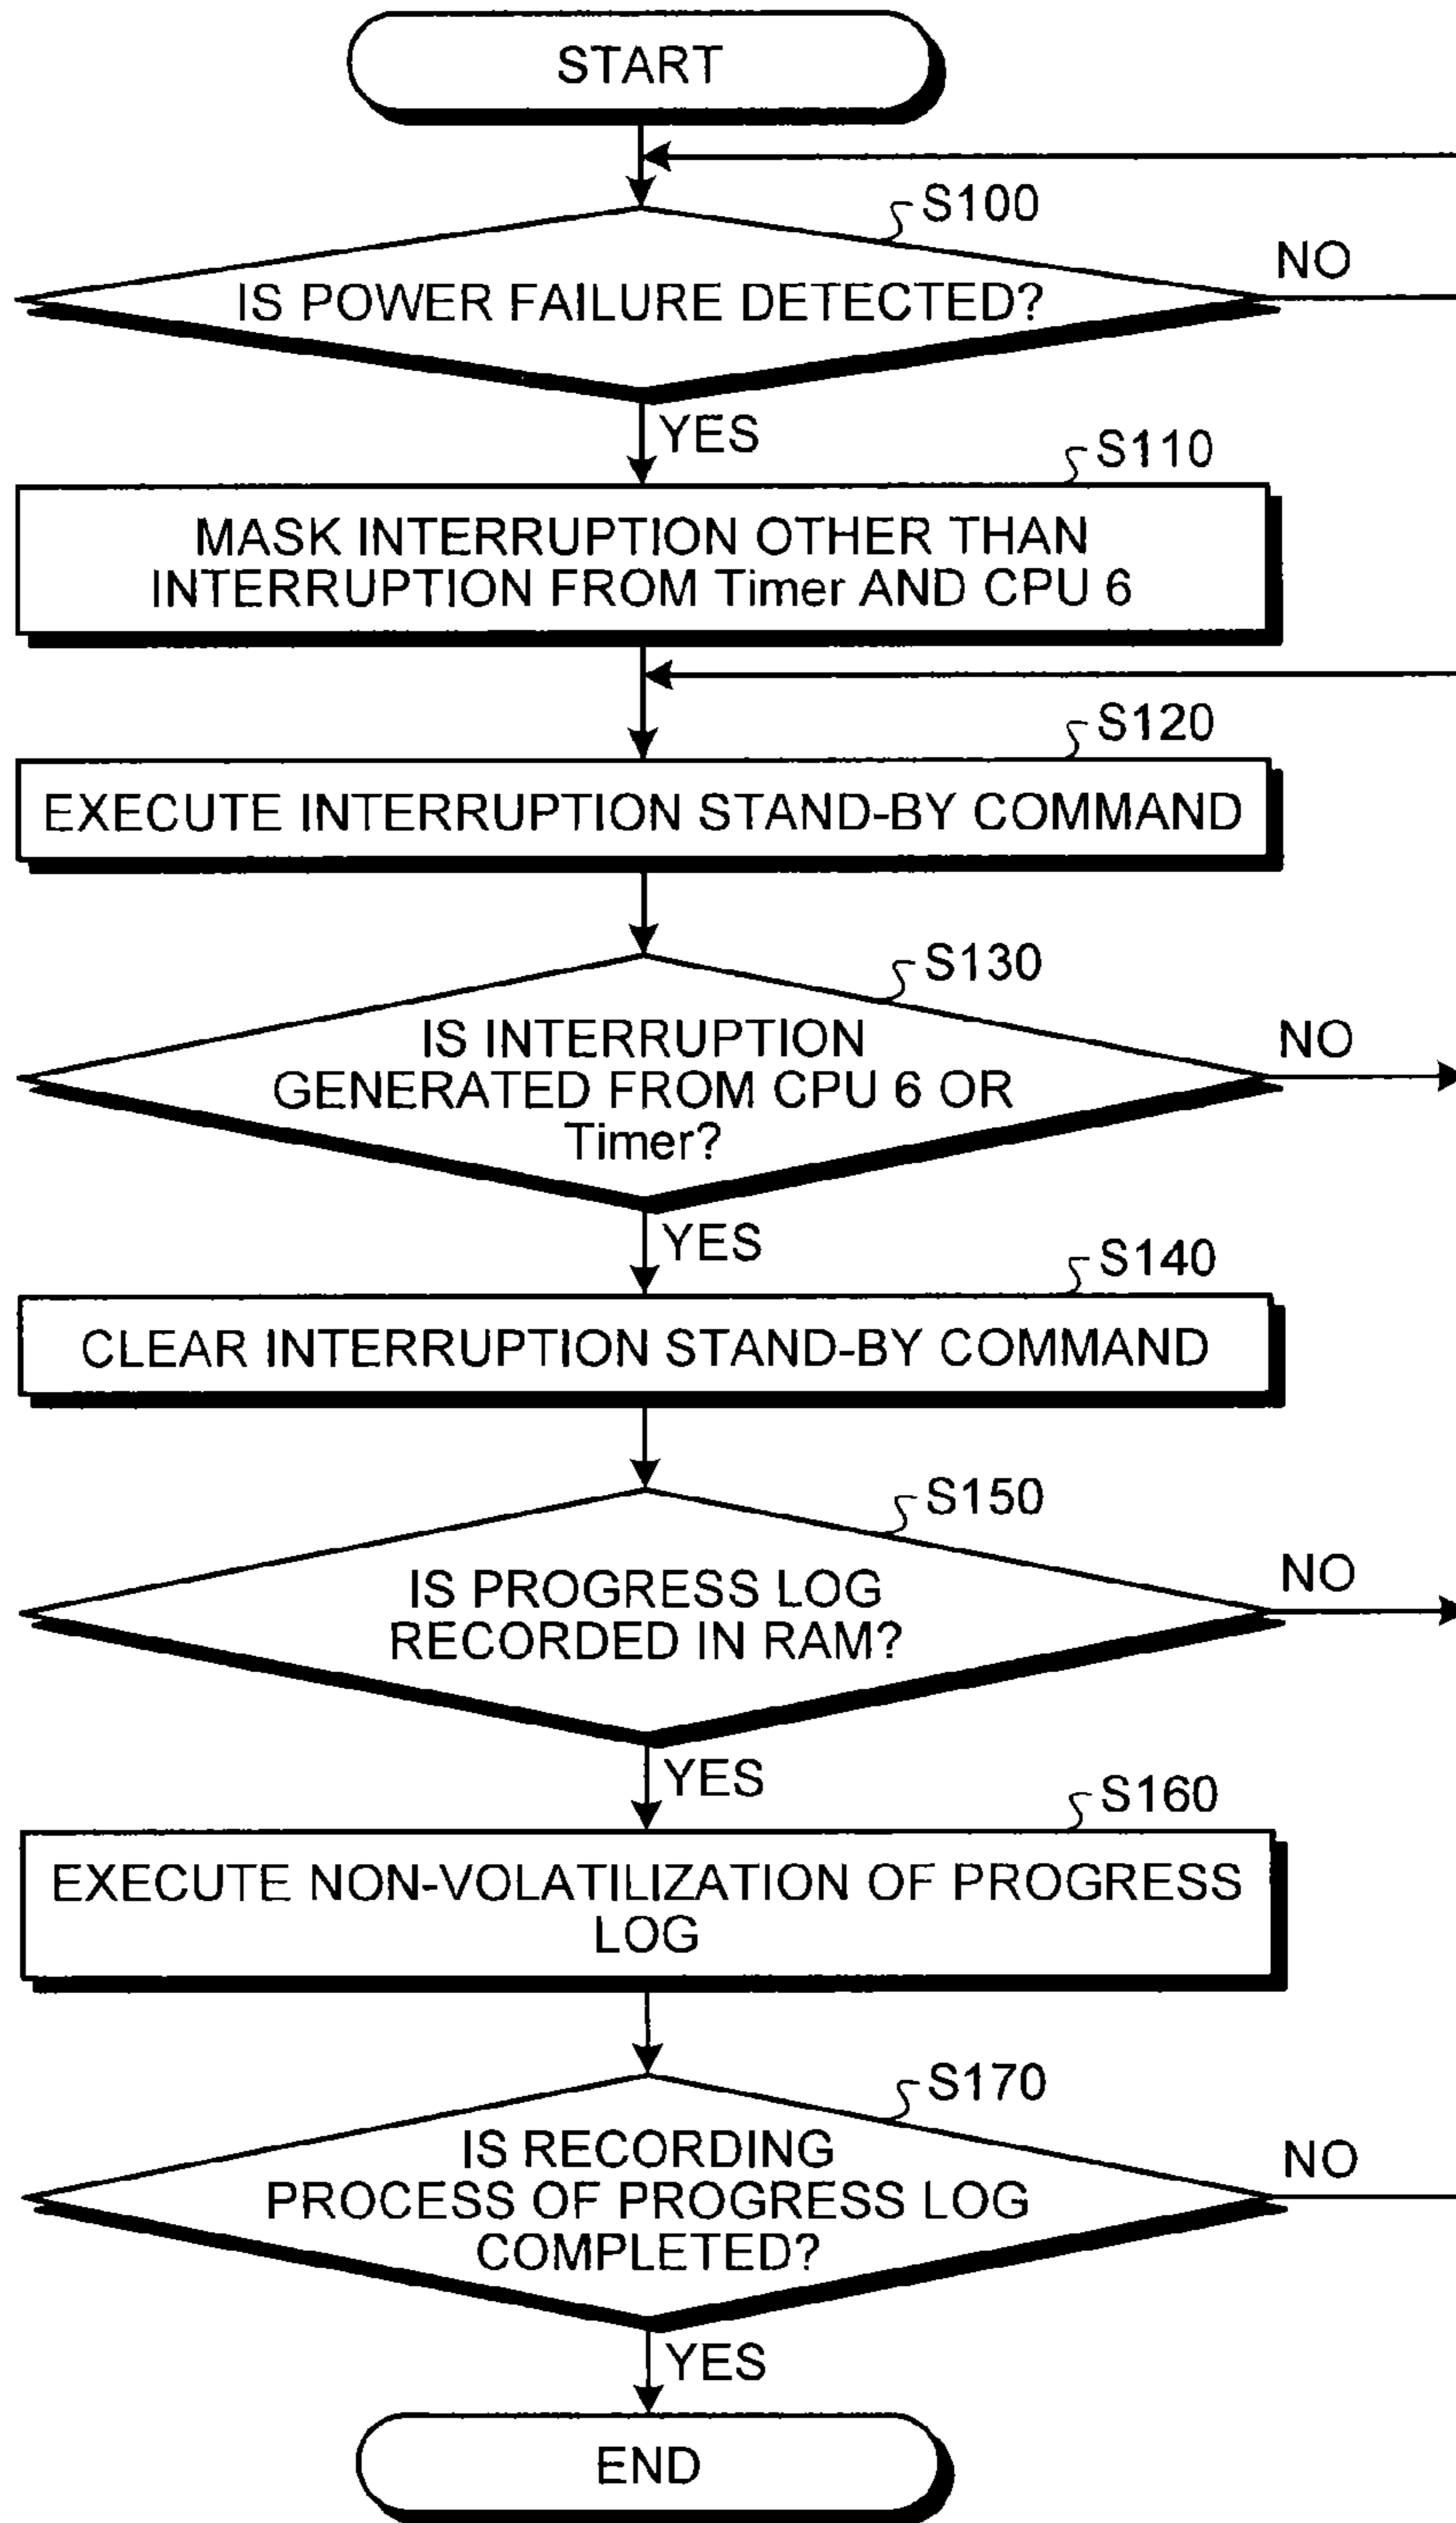 START
S100
IS POWER FAILURE DETECTED?
NO
YES
S110
MASK INTERRUPTION OTHER THAN
INTERRUPTION FROM Timer AND CPU 6
S120
EXECUTE INTERRUPTION STAND-BY COMMAND
S130
IS INTERRUPTION
GENERATED FROM CPU 6 OR
Timer?
NO
YES
S140
CLEAR INTERRUPTION STAND-BY COMMAND
S150
IS PROGRESS LOG
RECORDED IN RAM?
NO
YES
S160
EXECUTE NON-VOLATILIZATION OF PROGRESS
LOG
S170
IS RECORDING
PROCESS OF PROGRESS LOG
COMPLETED?
NO
YES
END